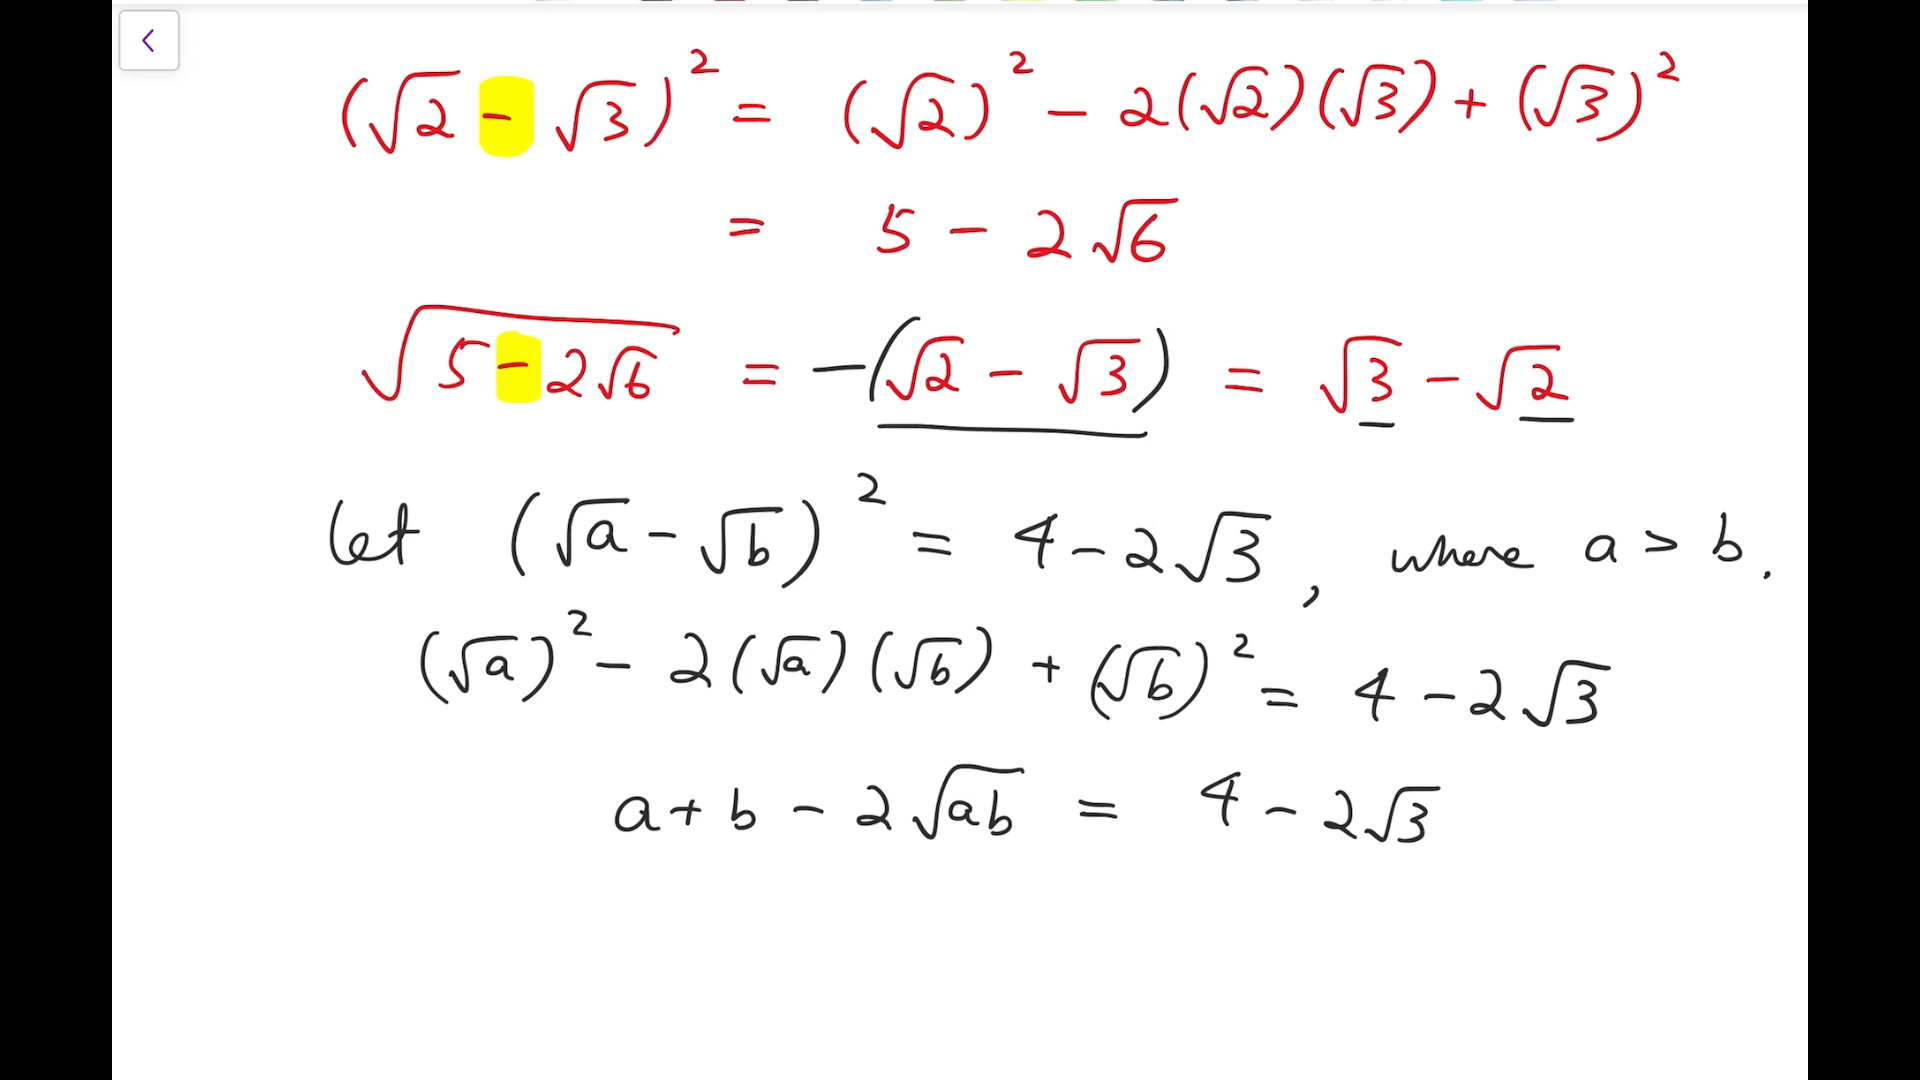 (√2 - √3)² = (√2)² - 2(√2)(√3) + (√3)²
= 5 - 2√6
√(5 - 2√6) = -(√2 - √3) = √3 - √2
let (√a - √b)² = 4 - 2√3, where a > b.
(√a)² - 2(√a)(√b) + (√b)² = 4 - 2√3
a + b - 2√(ab) = 4 - 2√3